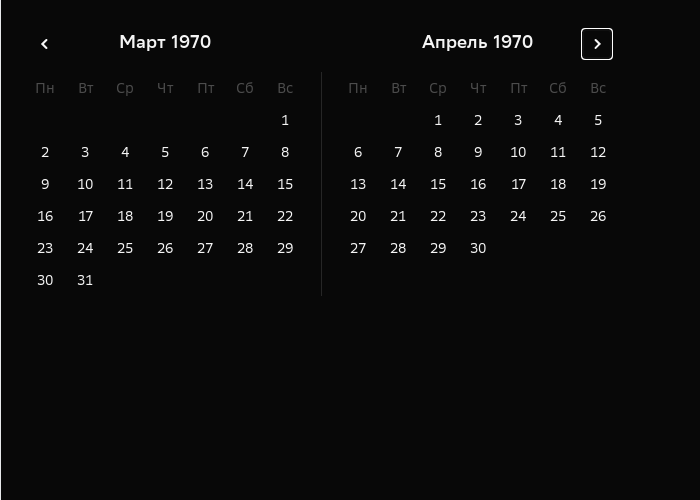 Март 1970
Пн Вт Ср Чт Пт Сб Вс
1
2 3 4 5 6 7 8
9 10 11 12 13 14 15
16 17 18 19 20 21 22
23 24 25 26 27 28 29
30 31
Апрель 1970
Пн Вт Ср Чт Пт Сб Вс
1 2 3 4 5
6 7 8 9 10 11 12
13 14 15 16 17 18 19
20 21 22 23 24 25 26
27 28 29 30